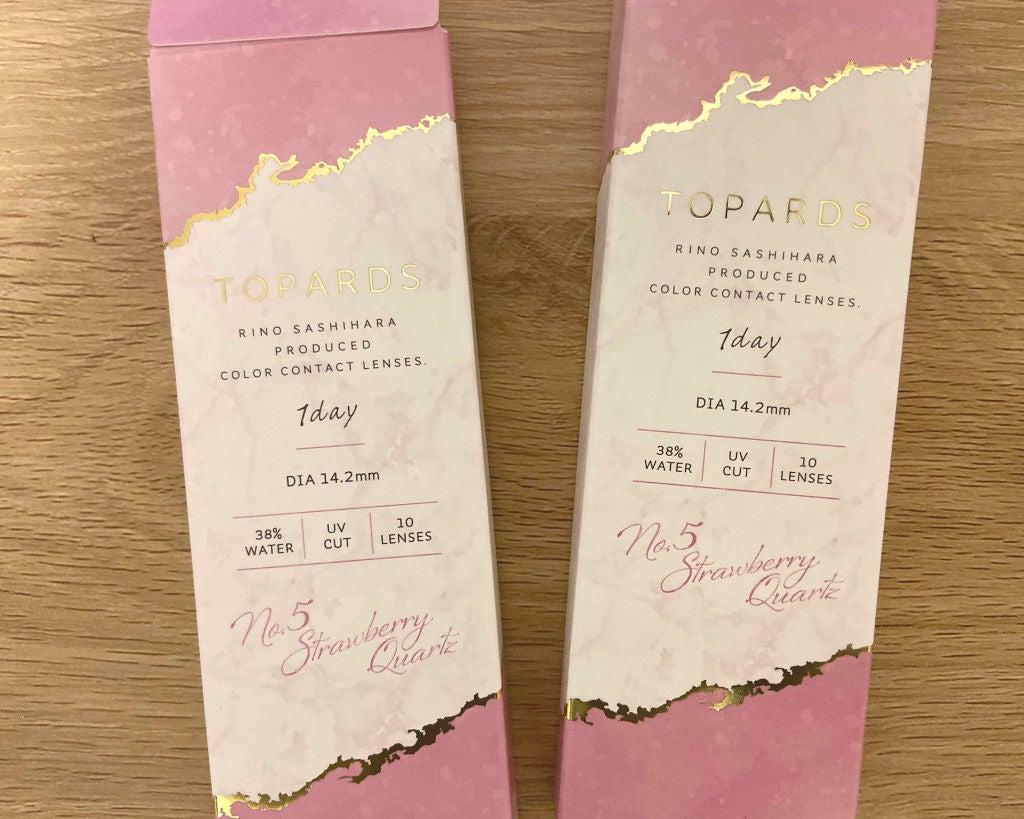 TOPARDS
RINO SASHIHARA
PRODUCED
COLOR CONTACT LENSES.
1day
DIA 14.2mm
38%
WATER
UV
CUT
10
LENSES
No.5
Strawberry
Quartz
TOPARDS
RINO SASHIHARA
PRODUCED
COLOR CONTACT LENSES.
1day
DIA 14.2mm
38%
WATER
UV
CUT
10
LENSES
No.5
Strawberry
Quartz